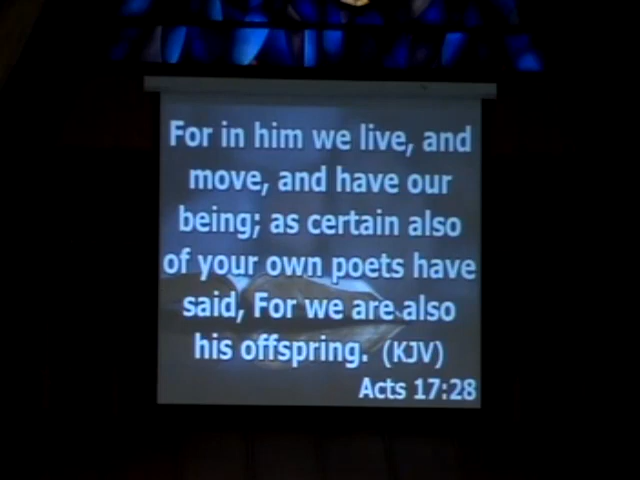 For in him we live, and
move, and have our
being; as certain also
of your own poets have
said, For we are also
his offspring. (KJV)
Acts 17:28